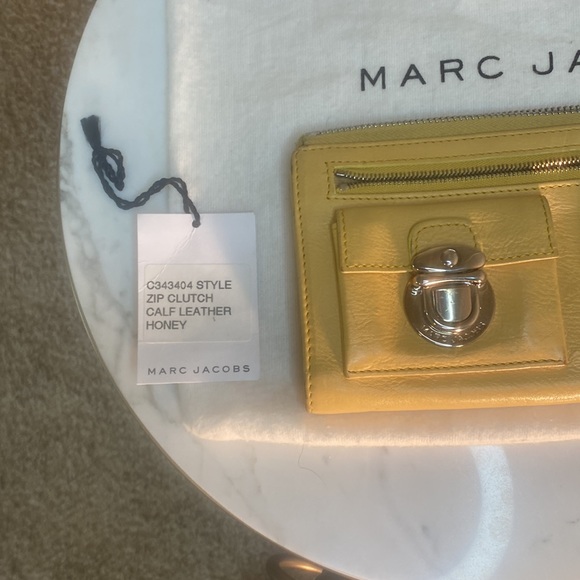 MARC JA
C343404 STYLE
ZIP CLUTCH
CALF LEATHER
HONEY
MARC JACOBS